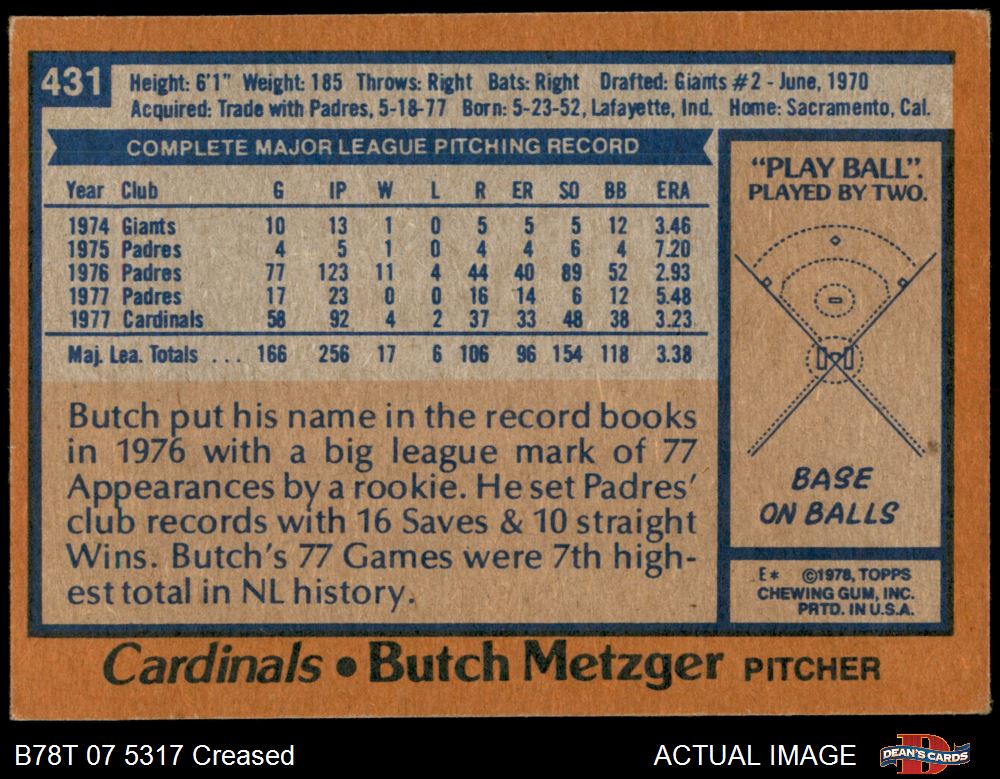 431
Height: 6'1" Weight: 185 Throws: Right Bats: Right Drafted: Giants #2 - June, 1970
Acquired: Trade with Padres, 5-18-77 Born: 5-23-52, Lafayette, Ind. Home: Sacramento, Cal.
COMPLETE MAJOR LEAGUE PITCHING RECORD
Year Club G IP W L R ER SO BB ERA
1974 Giants 10 13 1 0 5 5 5 12 3.46
1975 Padres 4 5 1 0 4 4 6 4 7.20
1976 Padres 77 123 11 4 44 40 89 52 2.93
1977 Padres 17 23 0 0 16 14 6 12 5.48
1977 Cardinals 58 92 4 2 37 33 48 38 3.23
Maj. Lea. Totals ... 166 256 17 6 106 96 154 118 3.38
Butch put his name in the record books
in 1976 with a big league mark of 77
Appearances by a rookie. He set Padres'
club records with 16 Saves & 10 straight
Wins. Butch's 77 Games were 7th high-
est total in NL history.
"PLAY BALL".
PLAYED BY TWO.
BASE
ON BALLS
E* ©1978, TOPPS
CHEWING GUM, INC.
PRTD. IN U.S.A.
Cardinals • Butch Metzger PITCHER
B78T 07 5317 Creased
ACTUAL IMAGE
D
DEAN'S CARDS